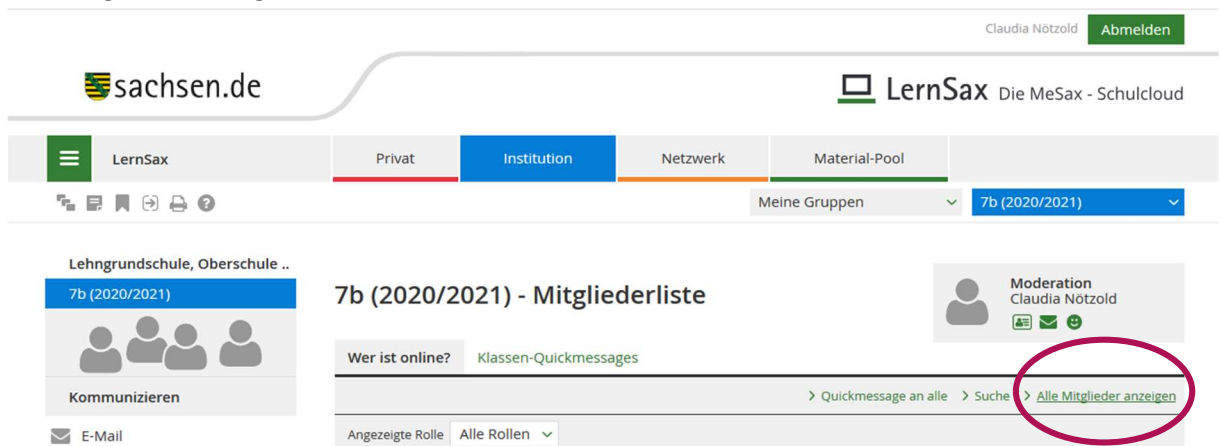 Claudia Nötzold Abmelden
sachsen.de
LernSax Die MeSax - Schulcloud
LernSax Privat Institution Netzwerk Material-Pool
Meine Gruppen 7b (2020/2021)
Lehngrundschule, Oberschule ..
7b (2020/2021)
7b (2020/2021) - Mitgliederliste
Moderation
Claudia Nötzold
Wer ist online? Klassen-Quickmessages
Kommunizieren
Quickmessage an alle Suche Alle Mitglieder anzeigen
E-Mail
Angezeigte Rolle Alle Rollen